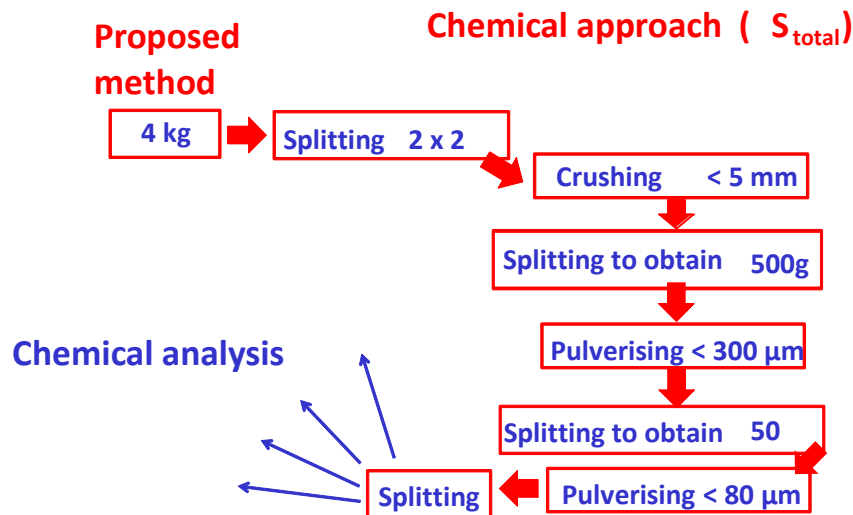 Proposed method
Chemical approach ( S_total)
4 kg
Splitting 2 x 2
Crushing < 5 mm
Splitting to obtain 500g
Pulverising < 300 µm
Splitting to obtain 50
Pulverising < 80 µm
Splitting
Chemical analysis